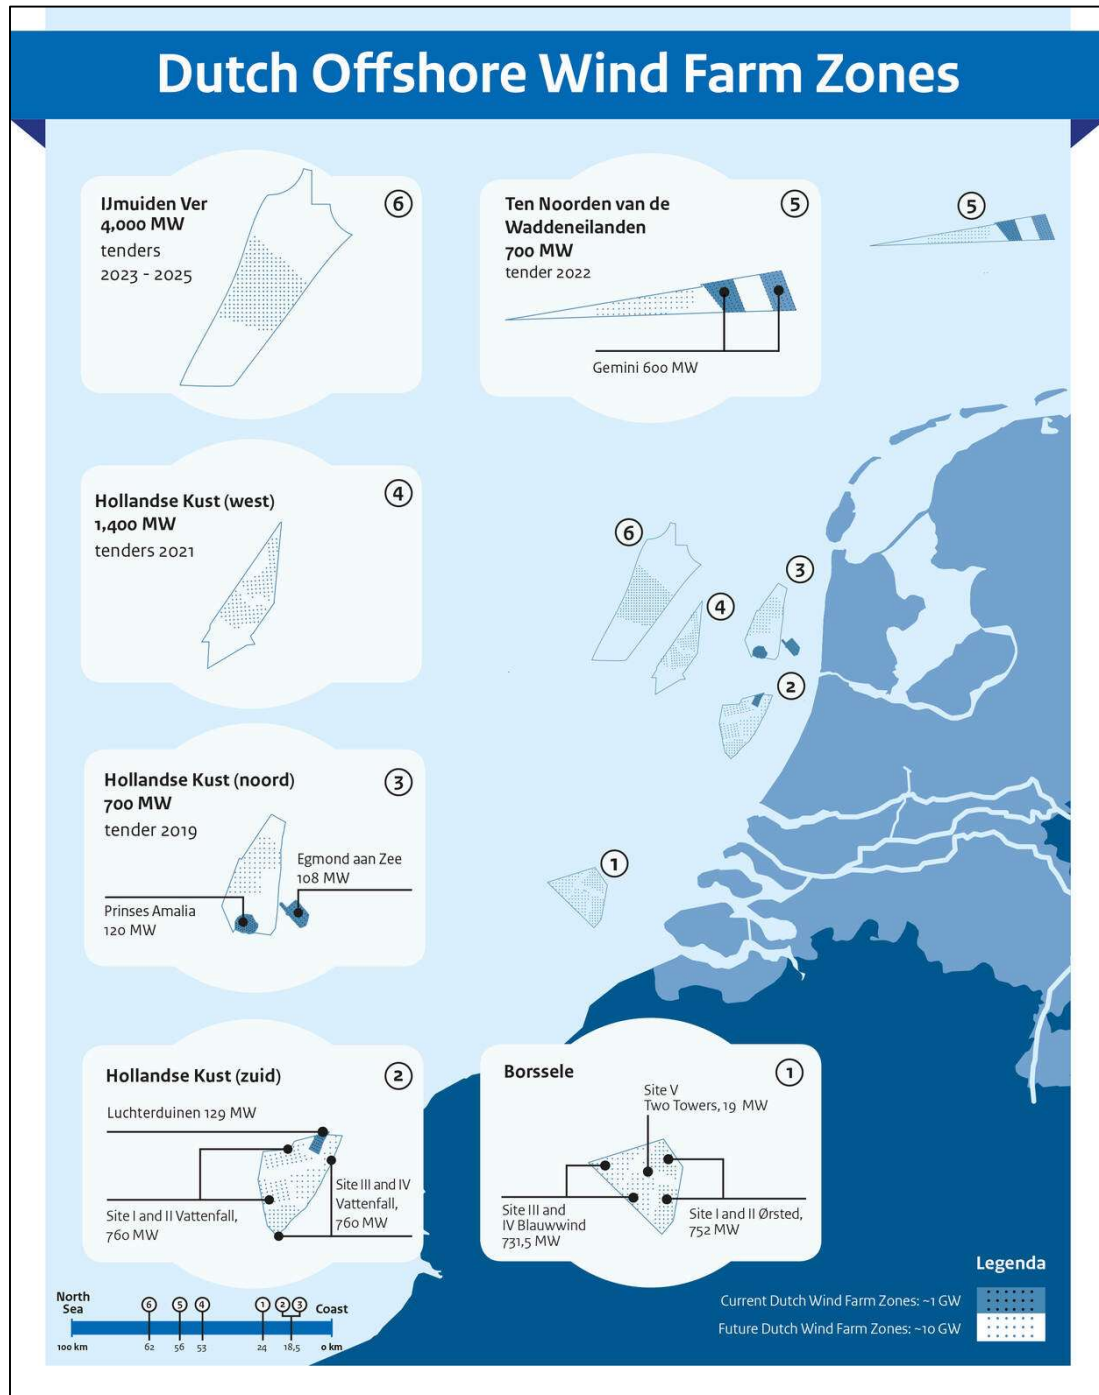 Dutch Offshore Wind Farm Zones
IJmuiden Ver
4,000 MW
tenders
2023 - 2025
6
Ten Noorden van de
Waddeneilanden
700 MW
tender 2022
5
Gemini 600 MW
5
Hollandse Kust (west)
1,400 MW
tenders 2021
4
6
3
4
2
1
Hollandse Kust (noord)
700 MW
tender 2019
3
Egmond aan Zee
108 MW
Prinses Amalia
120 MW
Hollandse Kust (zuid)
2
Luchterduinen 129 MW
Site III and IV
Vattenfall,
760 MW
Site I and II Vattenfall,
760 MW
Borssele
1
Site V
Two Towers, 19 MW
Site III and
IV Blauwwind
731,5 MW
Site I and II Ørsted,
752 MW
Legenda
Current Dutch Wind Farm Zones: ~1 GW
Future Dutch Wind Farm Zones: ~10 GW
North
Sea
6 5 4 1 2 3
Coast
100 km 62 56 53 24 18,5 0 km